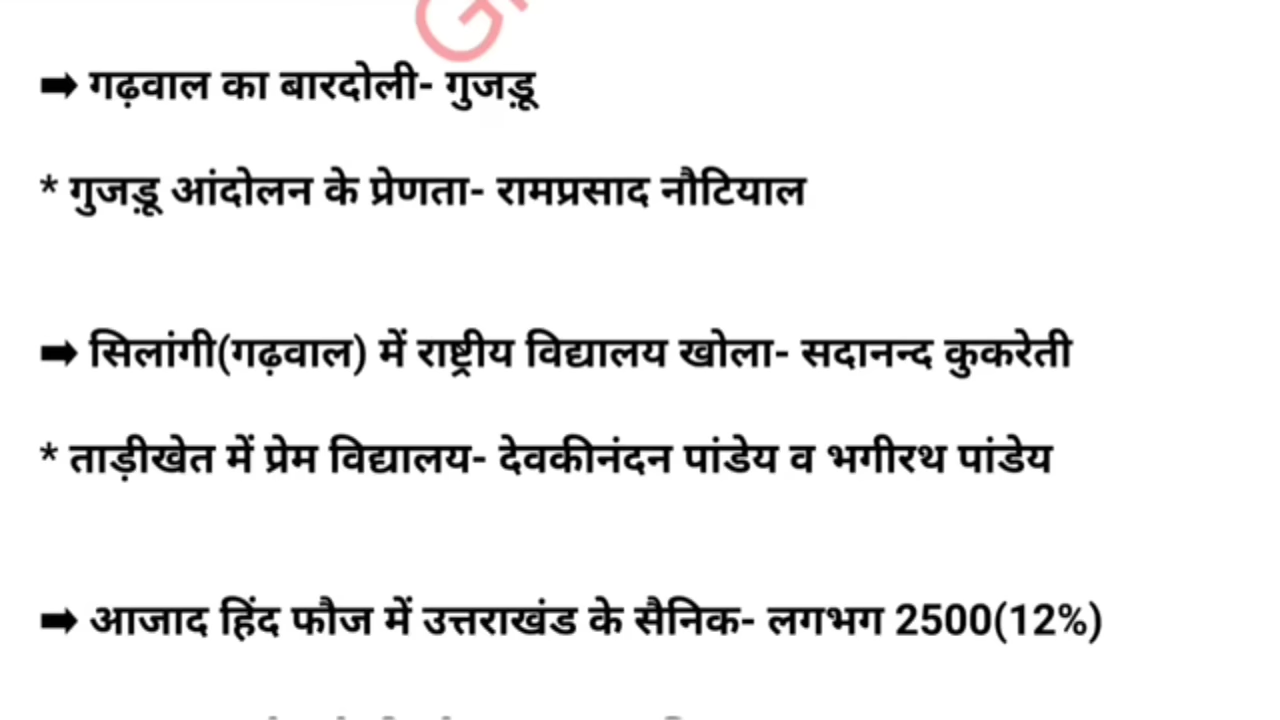 ➡ गढ़वाल का बारदोली- गुजडू़
* गुजडू़ आंदोलन के प्रेणता- रामप्रसाद नौटियाल
➡ सिलांगी(गढ़वाल) में राष्ट्रीय विद्यालय खोला- सदानन्द कुकरेती
* ताड़ीखेत में प्रेम विद्यालय- देवकीनंदन पांडेय व भगीरथ पांडेय
➡ आजाद हिंद फौज में उत्तराखंड के सैनिक- लगभग 2500(12%)